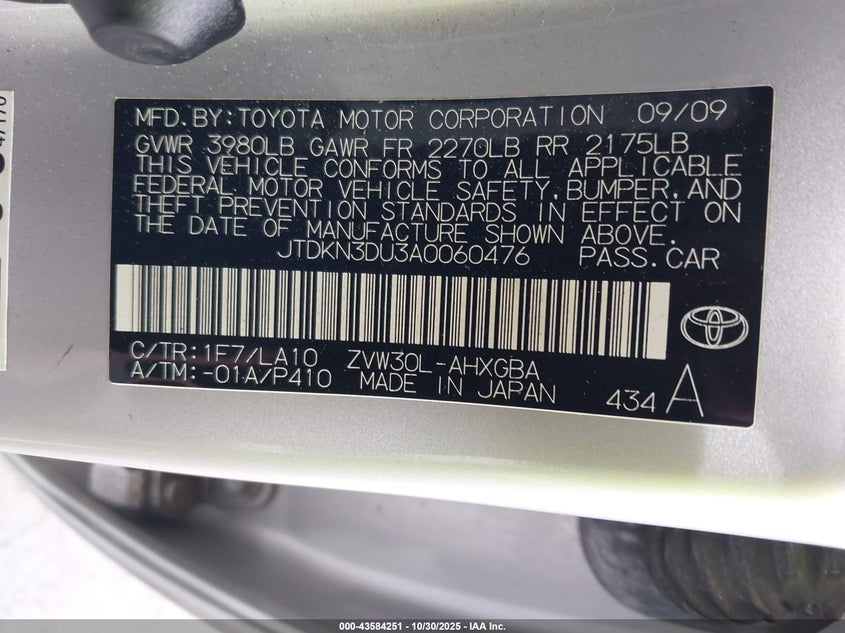 MFD. BY: TOYOTA MOTOR CORPORATION 09/09
GVWR 3980LB GAWR FR 2270LB RR 2175LB
THIS VEHICLE CONFORMS TO ALL APPLICABLE
FEDERAL MOTOR VEHICLE SAFETY, BUMPER, AND
THEFT PREVENTION STANDARDS IN EFFECT ON
THE DATE OF MANUFACTURE SHOWN ABOVE.
JTDKN3DU3A0060476 PASS. CAR
C/TR: 1F7/LA10 ZVW30L-AHXGBA
A/TM: -01A/P410 MADE IN JAPAN
434 A
000-43584251 - 10/30/2025 - IAA Inc.